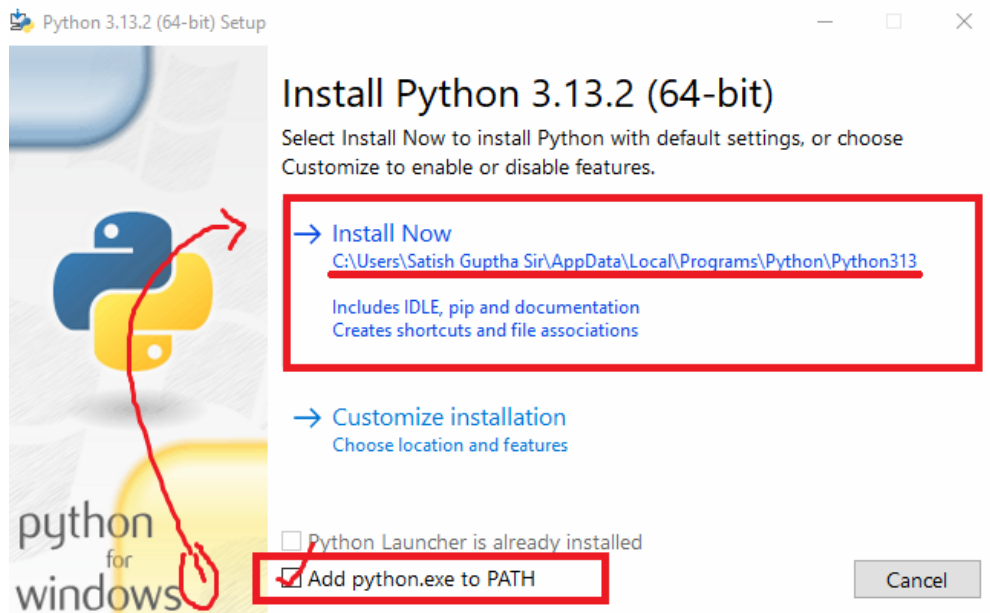 Python 3.13.2 (64-bit) Setup
Install Python 3.13.2 (64-bit)
Select Install Now to install Python with default settings, or choose
Customize to enable or disable features.
Install Now
C:\Users\Satish Guptha Sir\AppData\Local\Programs\Python\Python313
Includes IDLE, pip and documentation
Creates shortcuts and file associations
Customize installation
Choose location and features
python
for
windows
Python Launcher is already installed
Add python.exe to PATH
Cancel